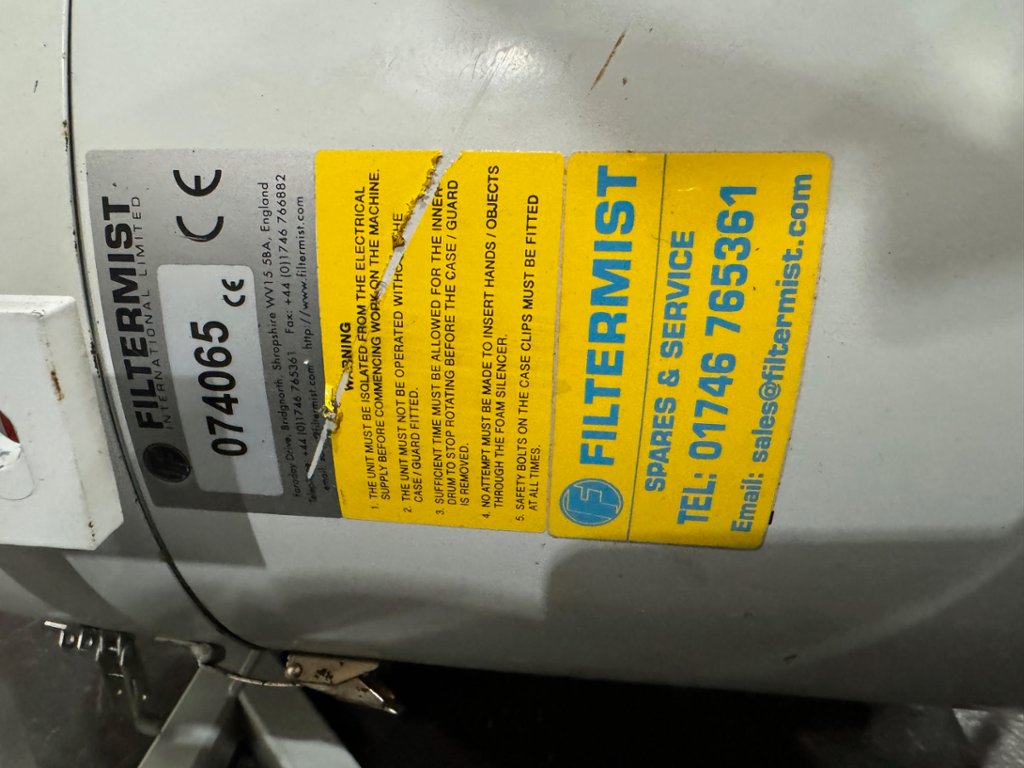 FILTERMIST
INTERNATIONAL LIMITED
CE
074065 CE
Faraday Drive, Bridgnorth, Shropshire WV15 5BA, England
+44 (0)1746 765361 Fax: +44 (0)1746 766882
email: filtermist.com http://www.filtermist.com
WARNING
1. THE UNIT MUST BE ISOLATED FROM THE ELECTRICAL
SUPPLY BEFORE COMMENCING WORK ON THE MACHINE.
2. THE UNIT MUST NOT BE OPERATED WITHOUT THE
CASE / GUARD FITTED.
3. SUFFICIENT TIME MUST BE ALLOWED FOR THE INNER
DRUM TO STOP ROTATING BEFORE THE CASE / GUARD
IS REMOVED.
4. NO ATTEMPT MUST BE MADE TO INSERT HANDS / OBJECTS
THROUGH THE FOAM SILENCER.
5. SAFETY BOLTS ON THE CASE CLIPS MUST BE FITTED
AT ALL TIMES.
FILTERMIST
SPARES & SERVICE
TEL: 01746 765361
Email: sales@filtermist.com